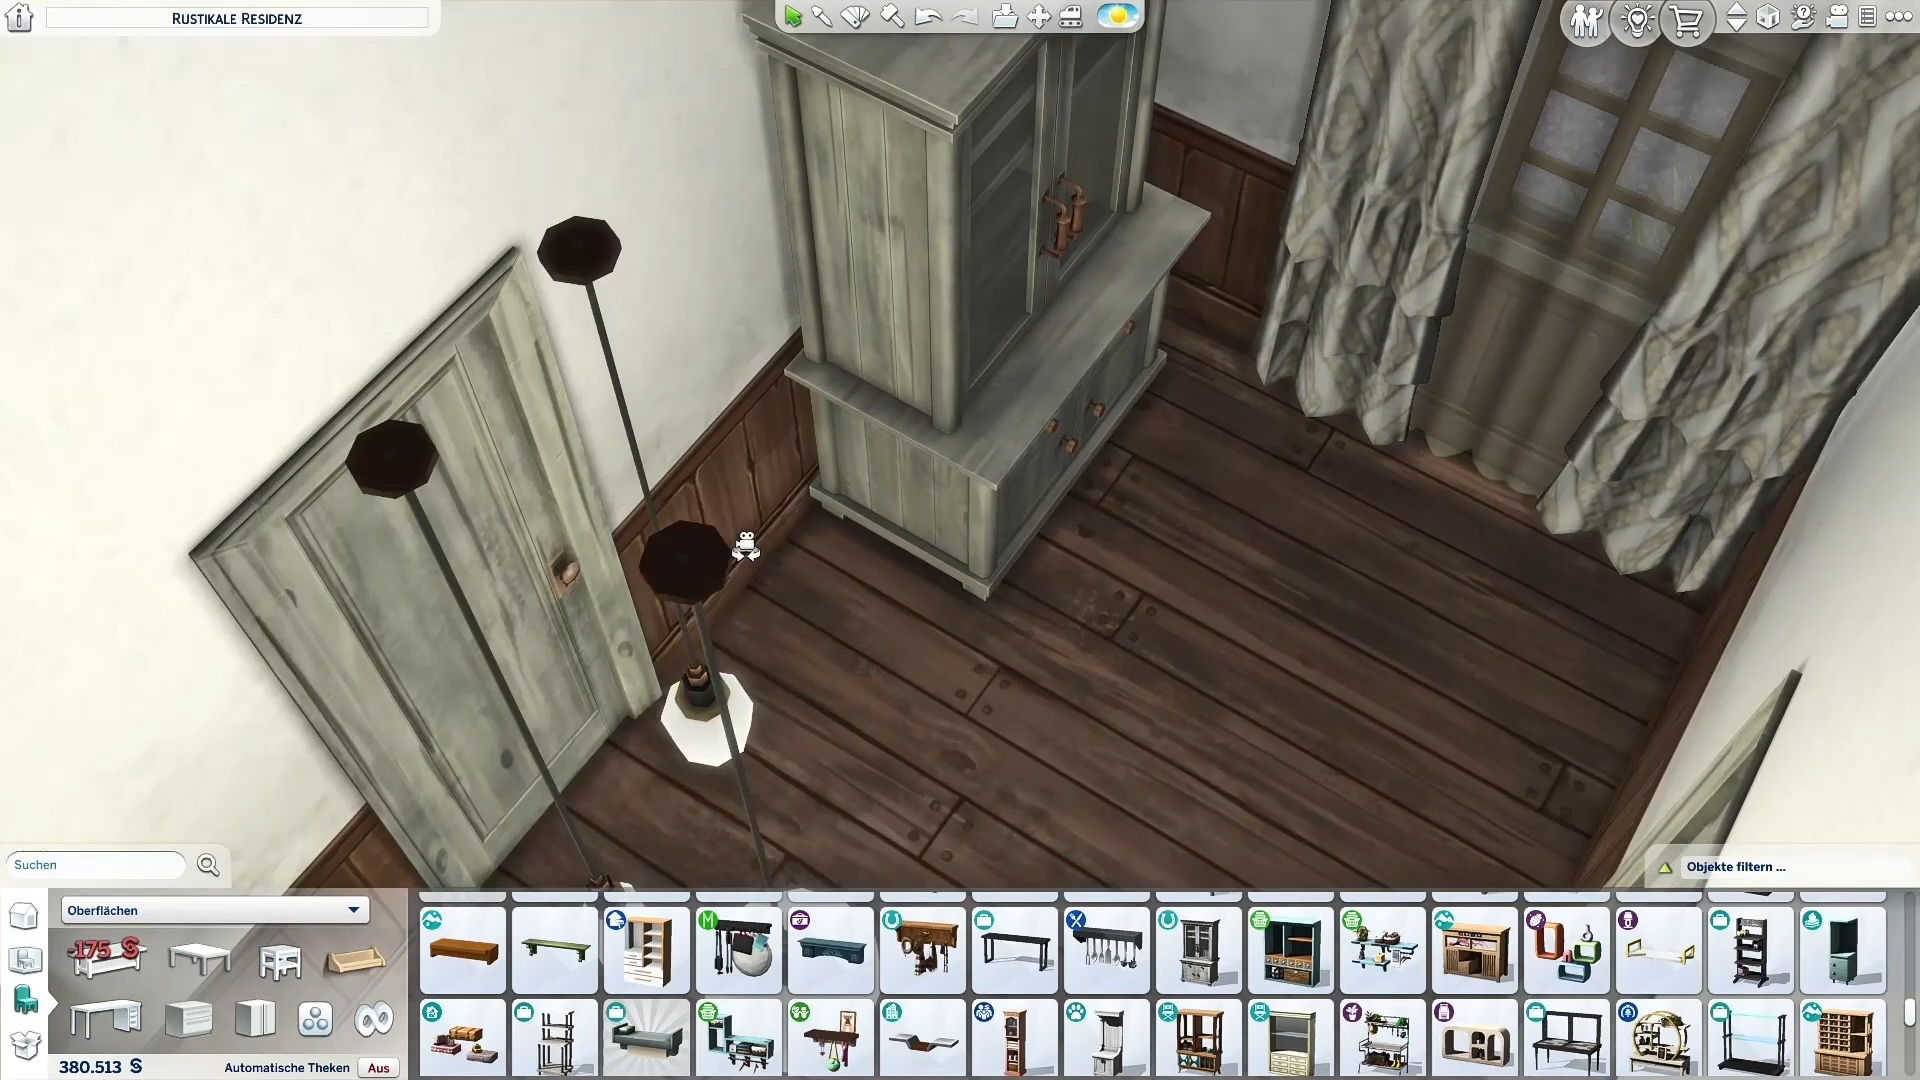 Rustikale Residenz
Suchen
Objekte filtern ...
Oberflächen
-175 §
380.513 §
Automatische Theken
Aus